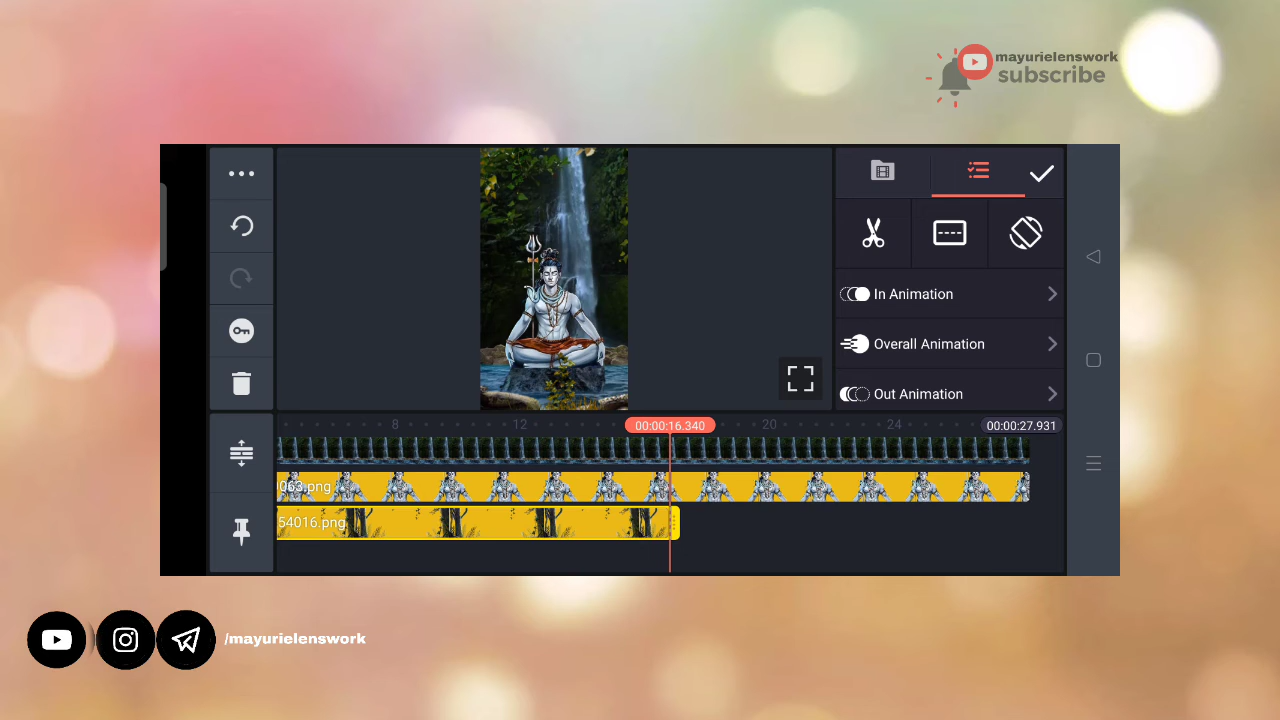 mayurielenswork
subscribe
In Animation
Overall Animation
Out Animation
8
12
00:00:16.340
20
24
00:00:27.931
063.png
54016.png
/mayurielenswork